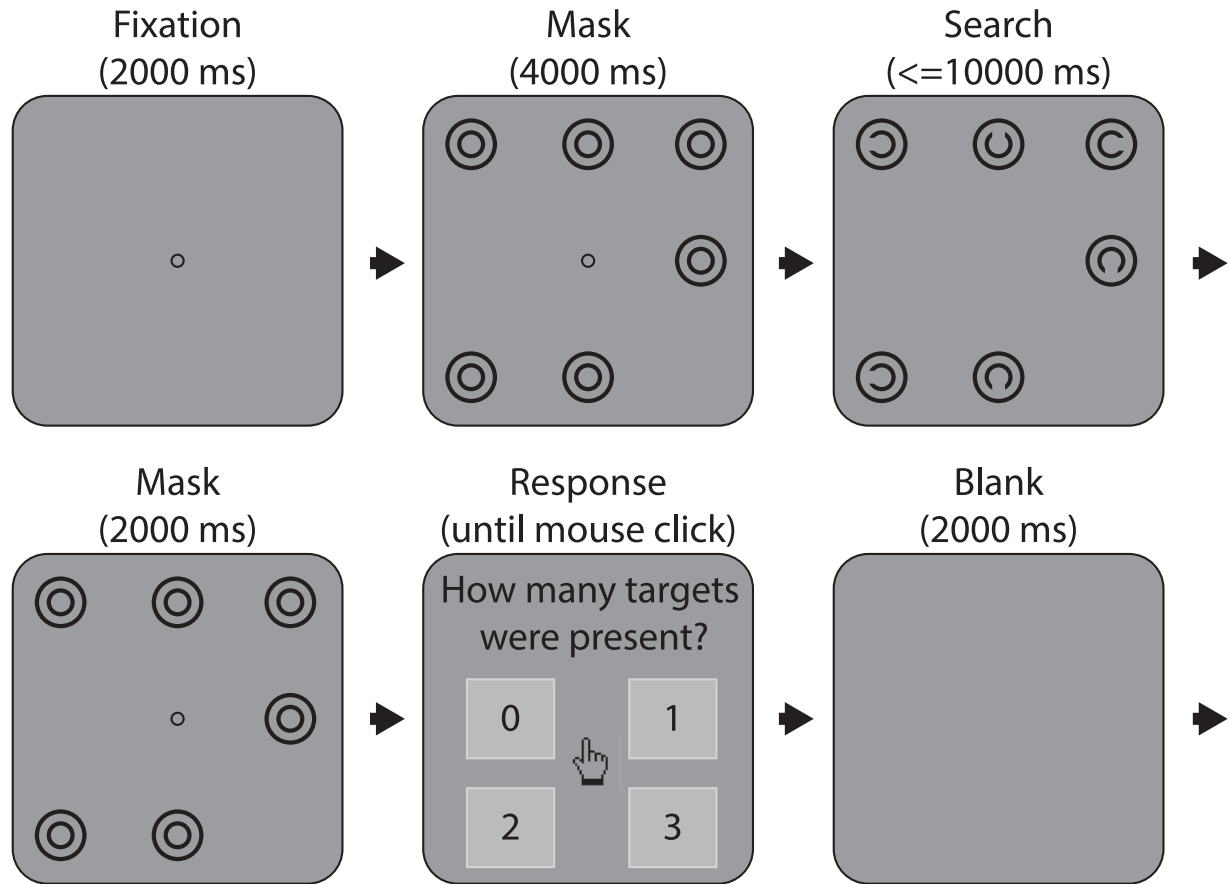 Fixation
(2000 ms)
Mask
(4000 ms)
Search
(<=10000 ms)
Mask
(2000 ms)
Response
(until mouse click)
How many targets
were present?
0
1
2
3
Blank
(2000 ms)